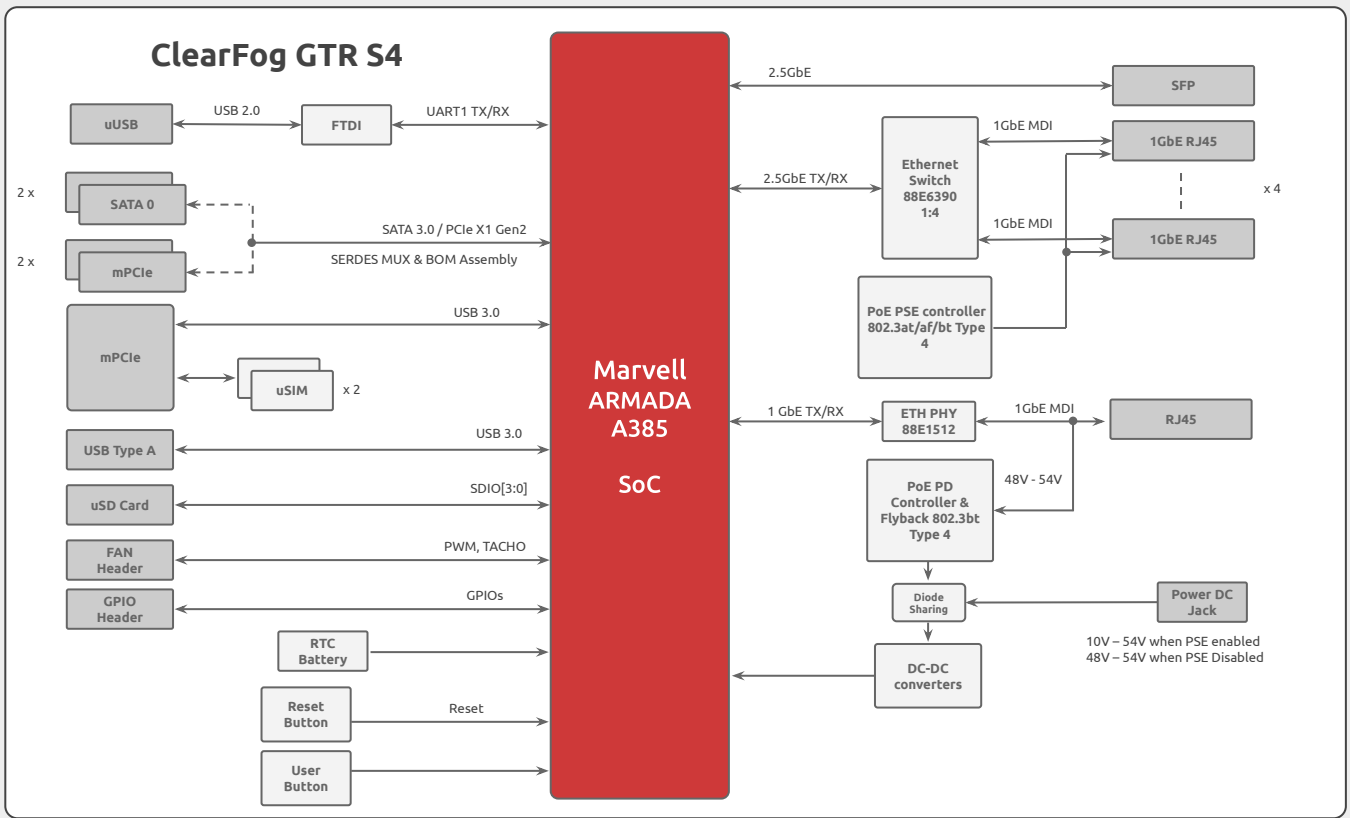 ClearFog GTR S4
uUSB
USB 2.0
FTDI
UART1 TX/RX
2 x
SATA 0
2 x
mPCIe
SATA 3.0 / PCIe X1 Gen2
SERDES MUX & BOM Assembly
mPCIe
USB 3.0
uSIM
x 2
USB Type A
USB 3.0
uSD Card
SDIO[3:0]
FAN
Header
PWM, TACHO
GPIO
Header
GPIOs
RTC
Battery
Reset
Button
Reset
User
Button
Marvell
ARMADA
A385
SoC
2.5GbE
SFP
2.5GbE TX/RX
Ethernet
Switch
88E6390
1:4
1GbE MDI
1GbE RJ45
x 4
1GbE MDI
1GbE RJ45
PoE PSE controller
802.3at/af/bt Type
4
1 GbE TX/RX
ETH PHY
88E1512
1GbE MDI
RJ45
48V - 54V
PoE PD
Controller &
Flyback 802.3bt
Type 4
Diode
Sharing
Power DC
Jack
10V – 54V when PSE enabled
48V – 54V when PSE Disabled
DC-DC
converters